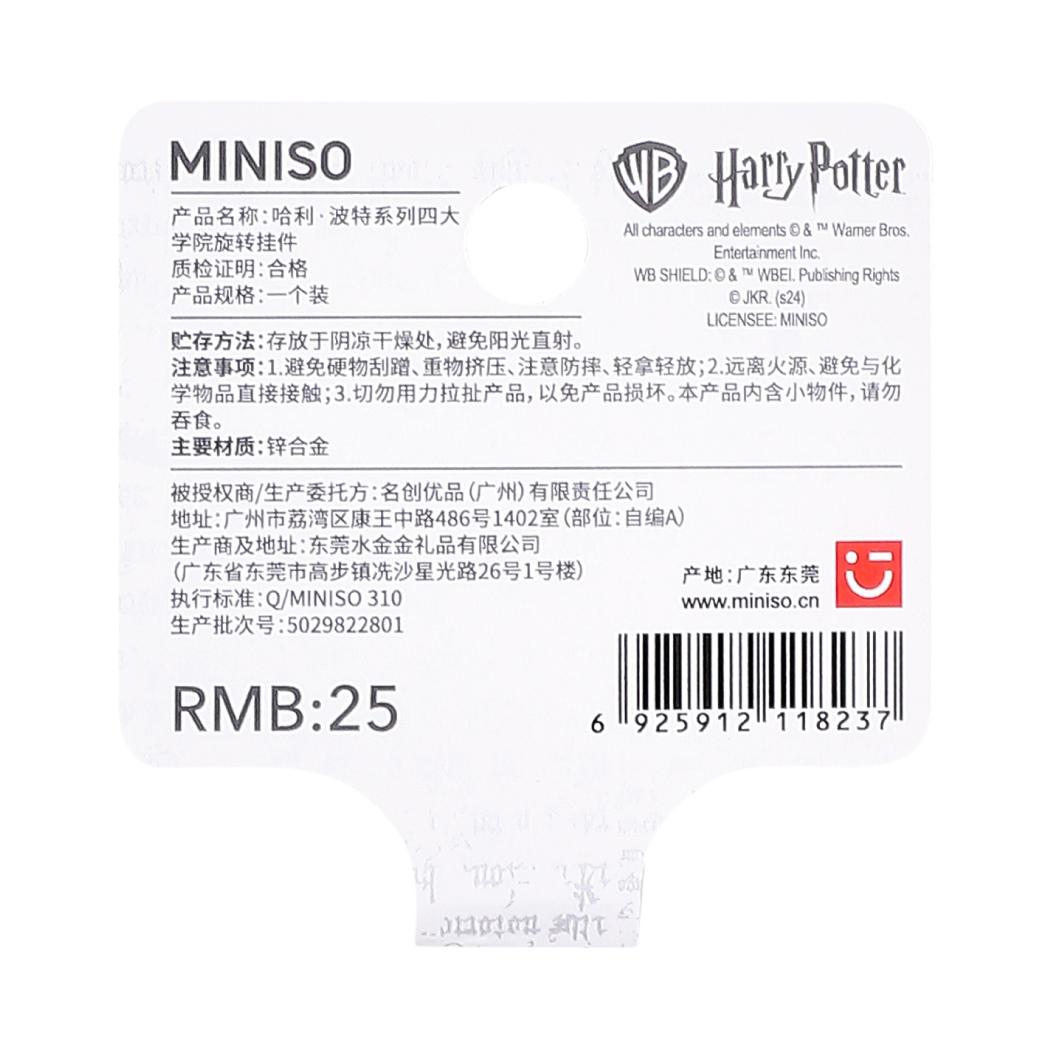 MINISO
产品名称:哈利·波特系列四大
学院旋转挂件
质检证明:合格
产品规格:一个装
WB Harry Potter
All characters and elements © & ™ Warner Bros.
Entertainment Inc.
WB SHIELD: © & ™ WBEI. Publishing Rights
© JKR. (s24)
LICENSEE: MINISO
贮存方法:存放于阴凉干燥处,避免阳光直射。
注意事项:1.避免硬物刮蹭、重物挤压、注意防摔、轻拿轻放;2.远离火源、避免与化
学物品直接接触;3.切勿用力拉扯产品,以免产品损坏。本产品内含小物件,请勿
吞食。
主要材质:锌合金
被授权商/生产委托方:名创优品(广州)有限责任公司
地址:广州市荔湾区康王中路486号1402室(部位:自编A)
生产商及地址:东莞水金金礼品有限公司
(广东省东莞市高步镇冼沙星光路26号1号楼)
执行标准:Q/MINISO 310
生产批次号:5029822801
产地:广东东莞
www.miniso.cn
RMB:25
6 925912 118237